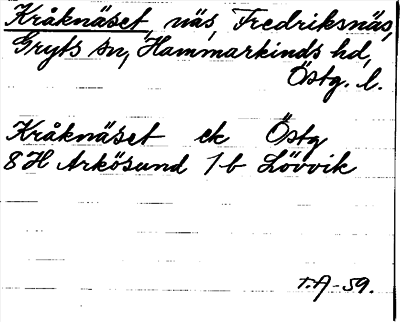 Kråknäset, näs, Fredriksnäs,
Gryts sn, Hammarkinds hd,
Östg. l.
Kråknäset ek Östg
8H Arkösund 1b Lövvik
T.A-59.